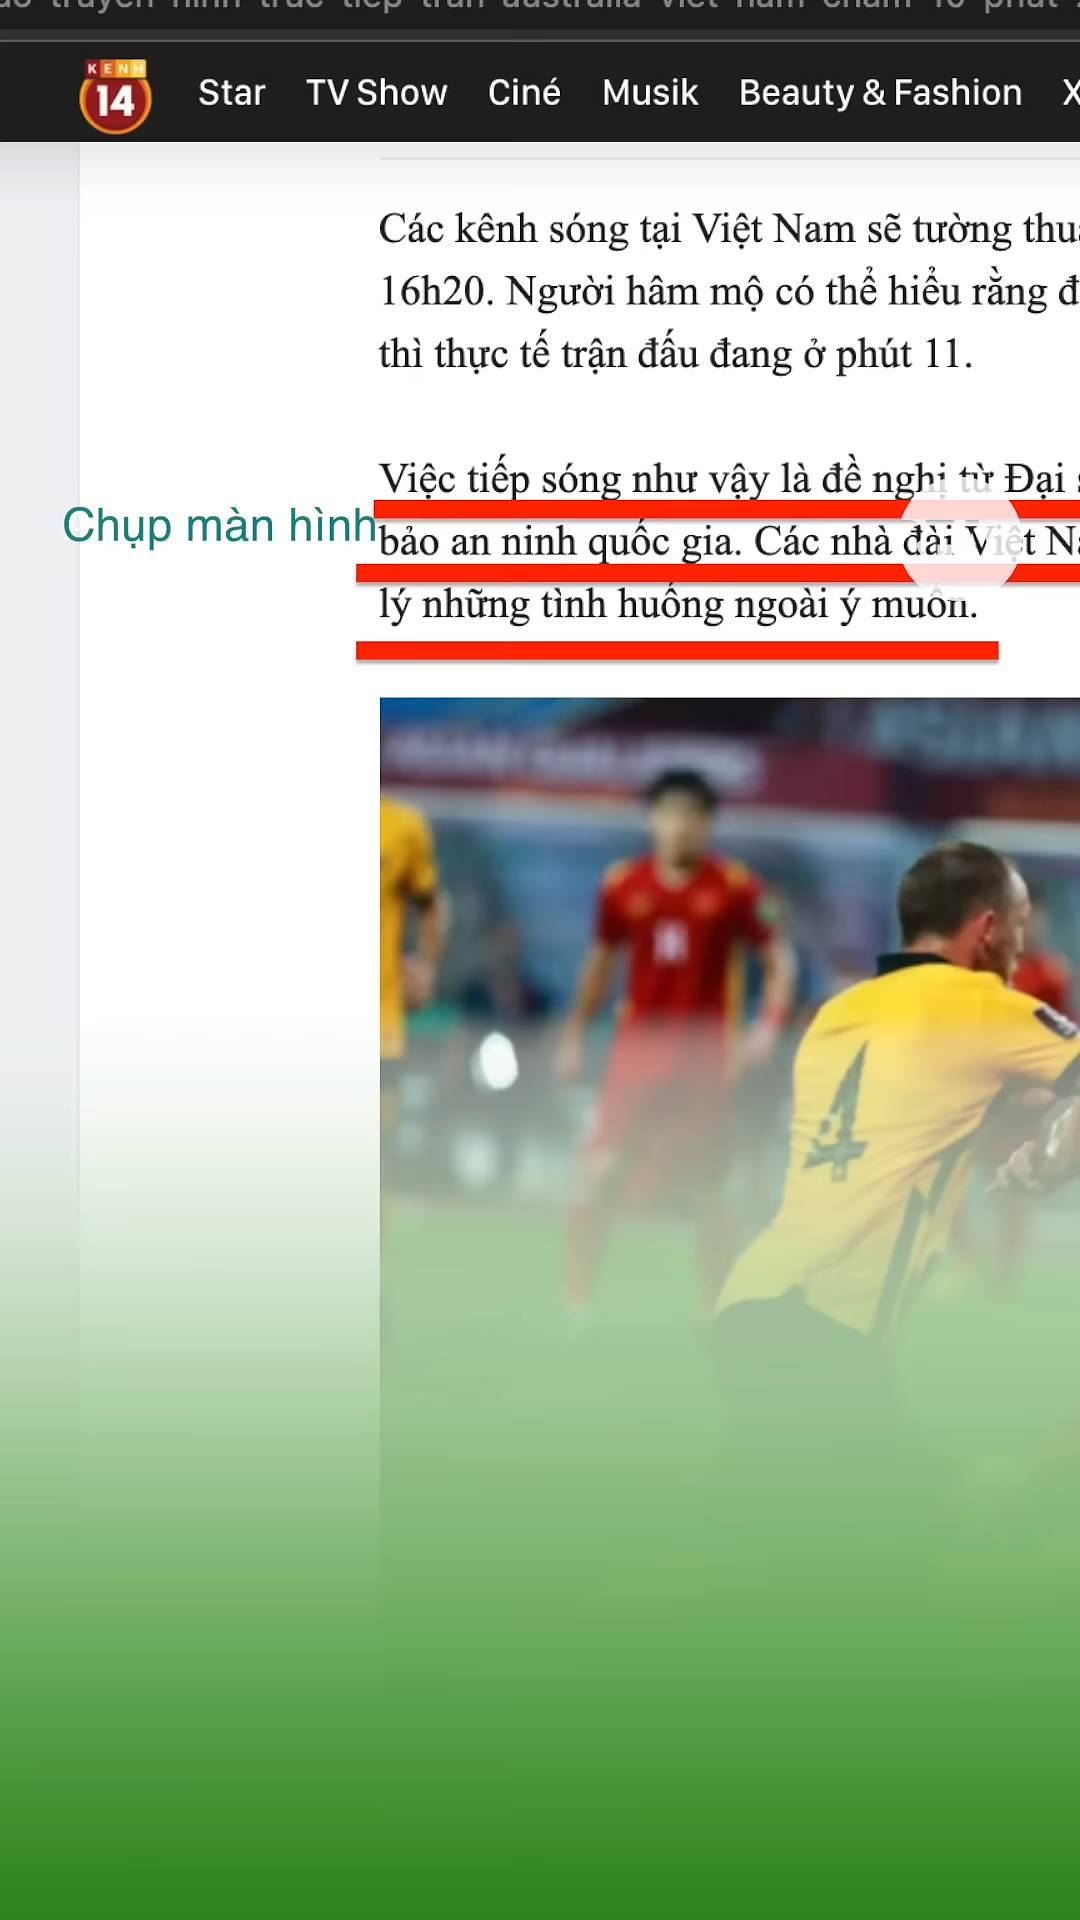 KENH
14
Star TV Show Ciné Musik Beauty & Fashion X
Các kênh sóng tại Việt Nam sẽ tường
16h20. Người hâm mộ có thể hiểu rằng
thì thực tế trận đấu đang ở phút 11.
Việc tiếp sóng như vậy là đề nghị từ Đại
Chụp màn hình
bảo an ninh quốc gia. Các nhà đài Việt
lý những tình huống ngoài ý muốn.
4